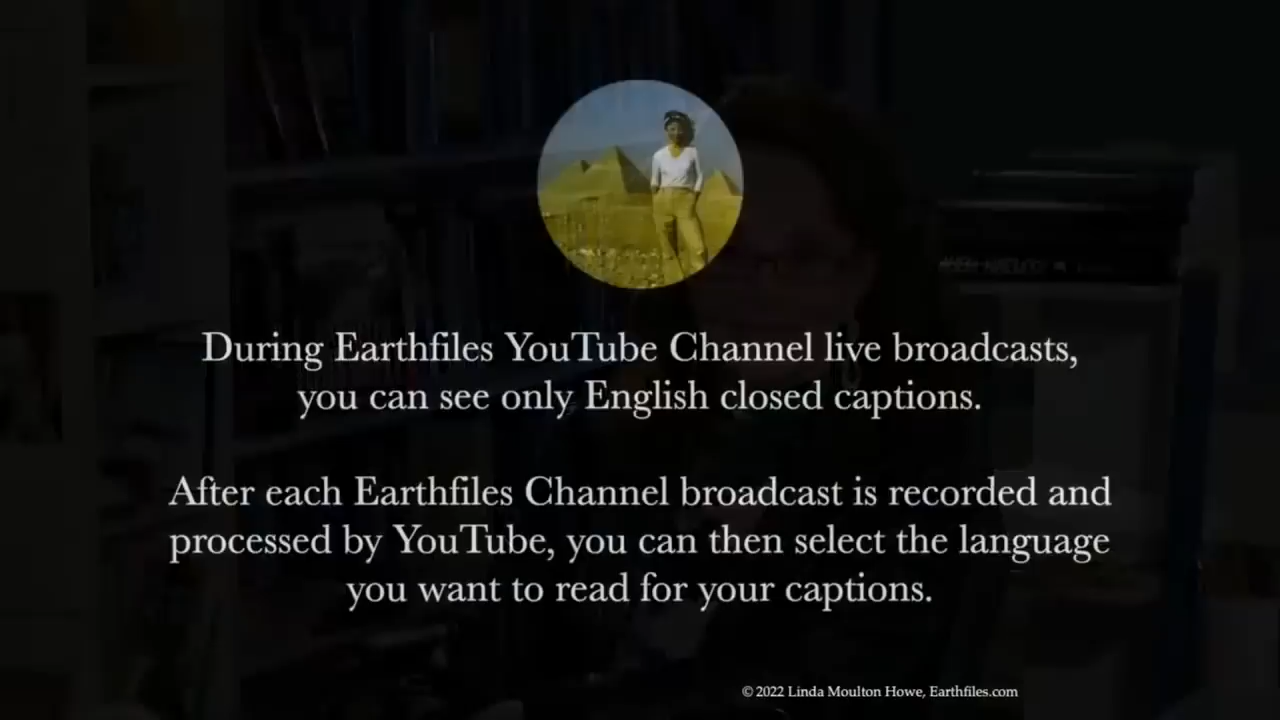 During Earthfiles YouTube Channel live broadcasts,
you can see only English closed captions.
After each Earthfiles Channel broadcast is recorded and
processed by YouTube, you can then select the language
you want to read for your captions.
© 2022 Linda Moulton Howe, Earthfiles.com